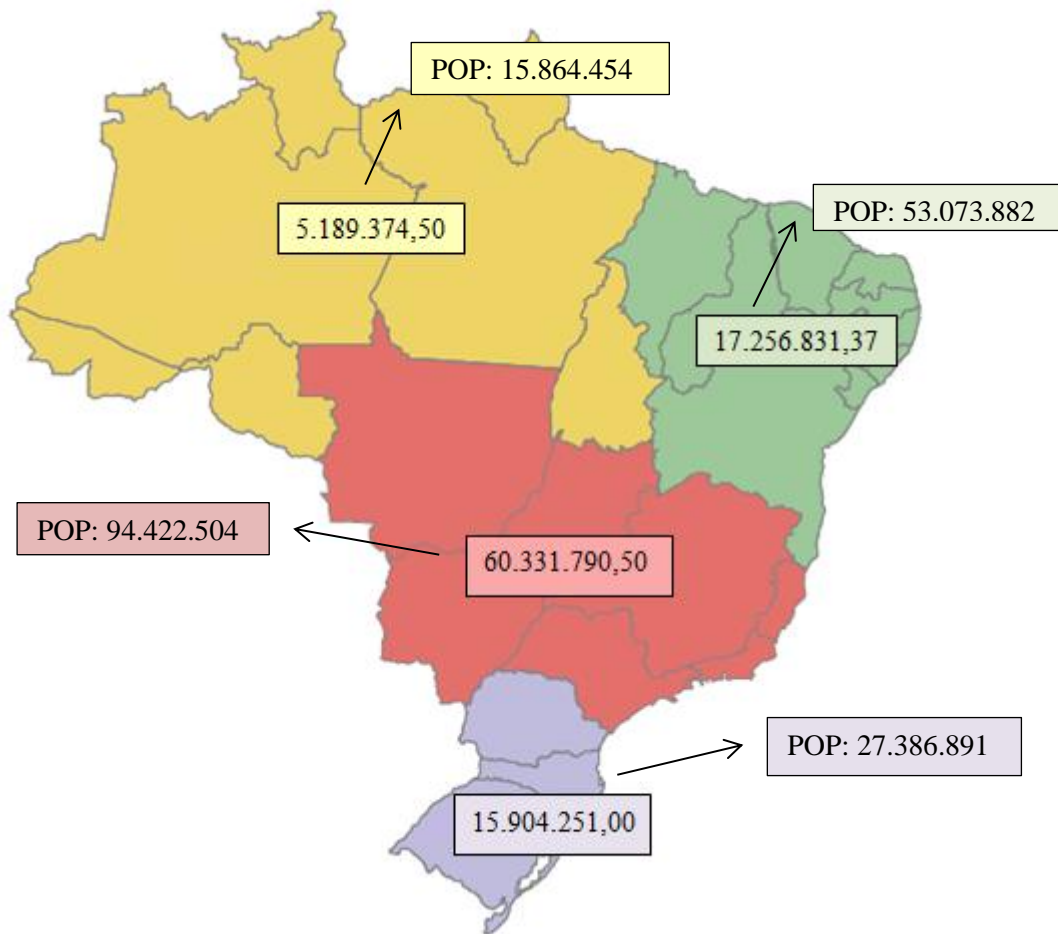 POP: 15.864.454
5.189.374,50
POP: 53.073.882
17.256.831,37
POP: 94.422.504
60.331.790,50
POP: 27.386.891
15.904.251,00